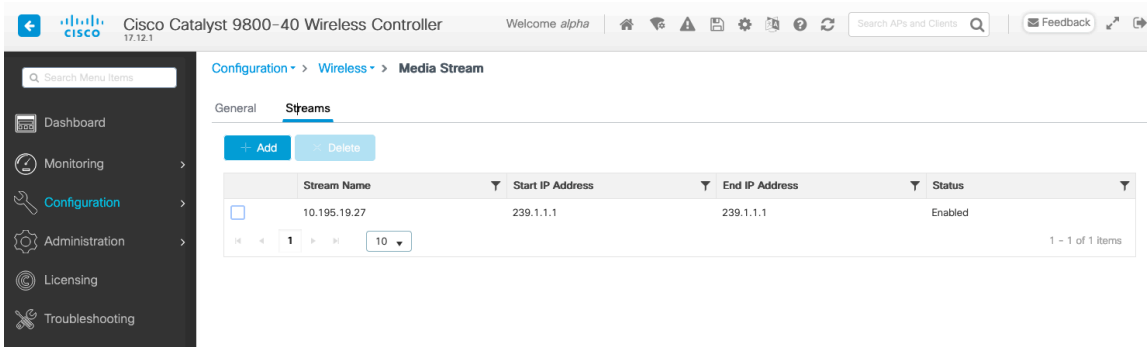 CISCO
Cisco Catalyst 9800-40 Wireless Controller
17.12.1
Welcome alpha
Search APs and Clients
Feedback
Search Menu Items
Dashboard
Monitoring
Configuration
Administration
Licensing
Troubleshooting
Configuration > Wireless > Media Stream
General Streams
+ Add × Delete
Stream Name Start IP Address End IP Address Status
10.195.19.27 239.1.1.1 239.1.1.1 Enabled
1 10 1 - 1 of 1 items